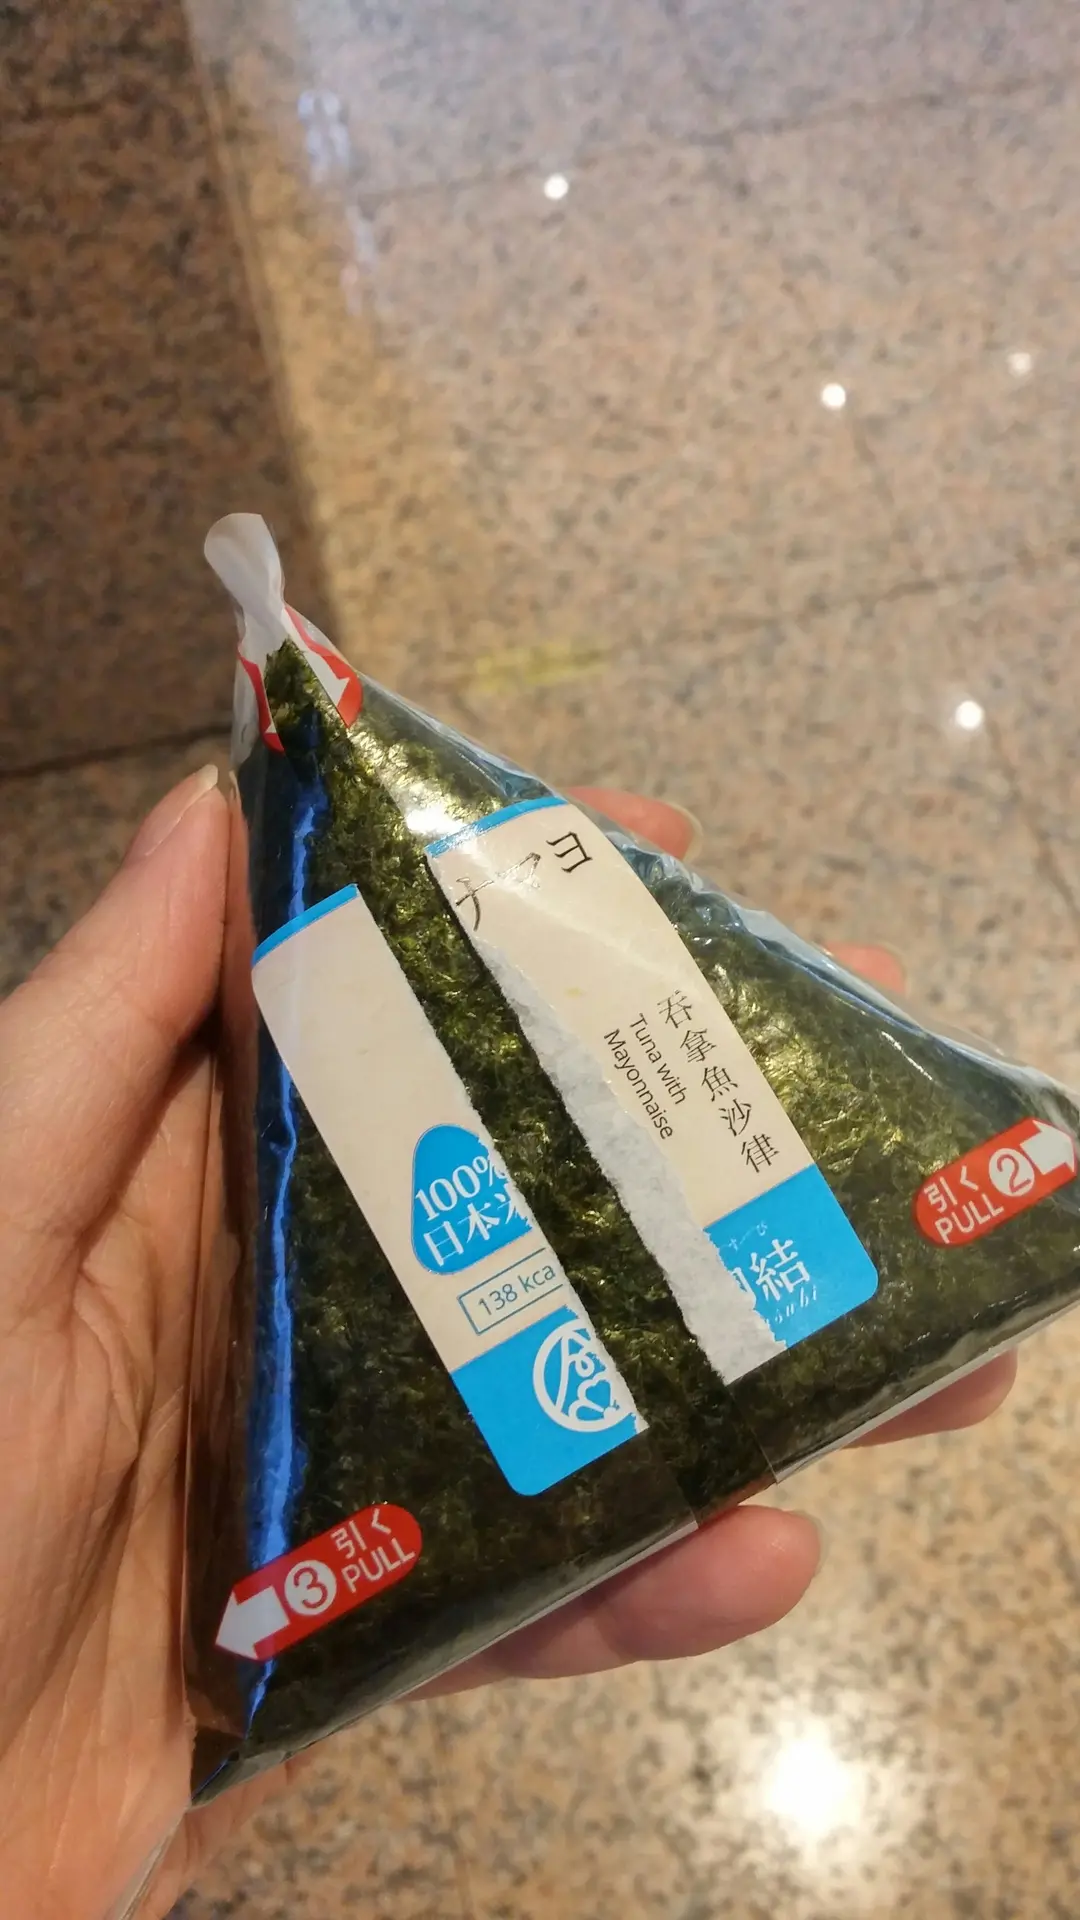 ナマヨ
吞拿魚沙律
Tuna with
Mayonnaise
100%
日本米
138 kca
結
引く
PULL
2
引く
PULL
3